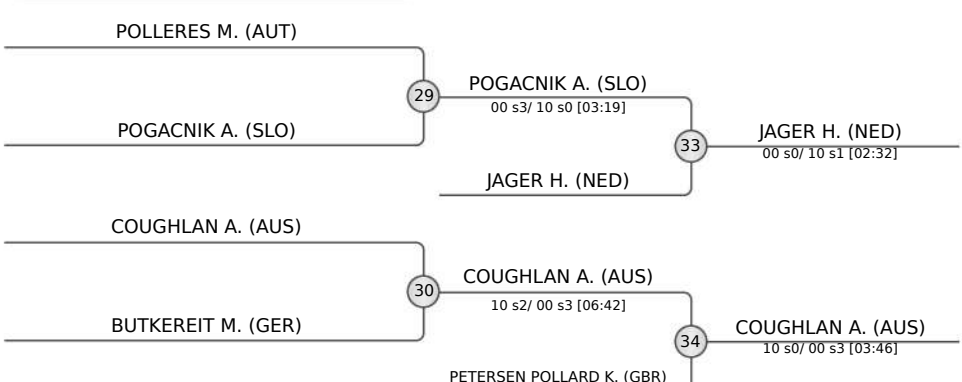 POLLERES M. (AUT)
29
POGACNIK A. (SLO)
00 s3/ 10 s0 [03:19]
POGACNIK A. (SLO)
33
JAGER H. (NED)
00 s0/ 10 s1 [02:32]
JAGER H. (NED)
COUGHLAN A. (AUS)
30
COUGHLAN A. (AUS)
10 s2/ 00 s3 [06:42]
BUTKEREIT M. (GER)
34
COUGHLAN A. (AUS)
10 s0/ 00 s3 [03:46]
PETERSEN POLLARD K. (GBR)